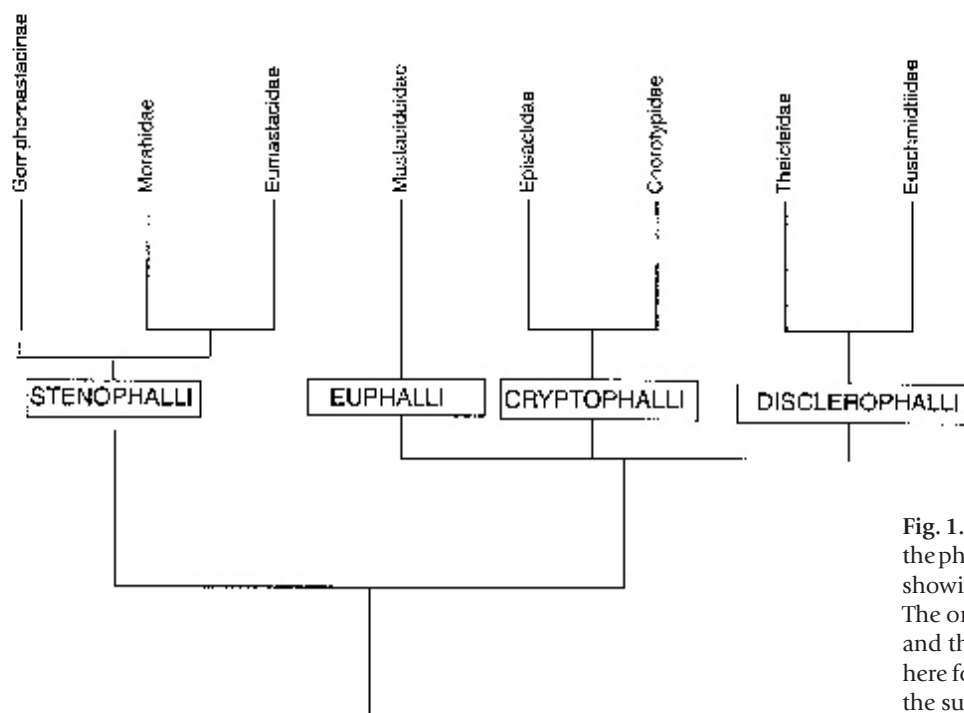 Gomphomastacinae
Morabidae
Eumastacidae
Episactidae
Chorotypidae
Thericleidae
Euschmidtiidae
STENOPHALLI
EUPHALLI
CRYPTOPHALLI
DISCLEROPHALLI
Fig. 1.
the ph
showi
The or
and th
here fo
the su